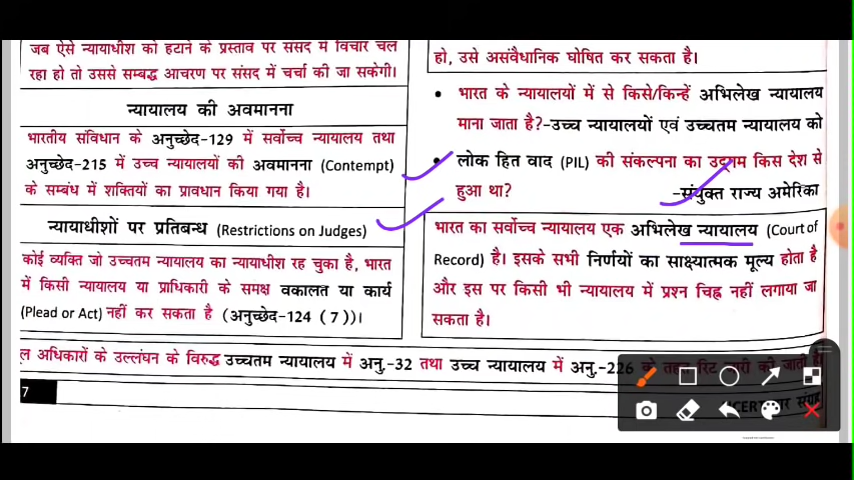 जब ऐसे न्यायाधीश को हटाने के प्रस्ताव पर संसद में विचार चल
रहा हो तो उससे सम्बद्ध आचरण पर संसद में चर्चा की जा सकेगी।
न्यायालय की अवमानना
भारतीय संविधान के अनुच्छेद-129 में सर्वोच्च न्यायालय तथा
अनुच्छेद-215 में उच्च न्यायालयों की अवमानना (Contempt)
के सम्बंध में शक्तियों का प्रावधान किया गया है।
न्यायाधीशों पर प्रतिबन्ध (Restrictions on Judges)
कोई व्यक्ति जो उच्चतम न्यायालय का न्यायाधीश रह चुका है, भारत
में किसी न्यायालय या प्राधिकारी के समक्ष वकालत या कार्य
(Plead or Act) नहीं कर सकता है (अनुच्छेद-124 (7))।
हो, उसे असंवैधानिक घोषित कर सकता है।
• भारत के न्यायालयों में से किसे/किन्हें अभिलेख न्यायालय
माना जाता है?-उच्च न्यायालयों एवं उच्चतम न्यायालय को
• लोक हित वाद (PIL) की संकल्पना का उद्गम किस देश से
हुआ था? -संयुक्त राज्य अमेरिका
भारत का सर्वोच्च न्यायालय एक अभिलेख न्यायालय (Court of
Record) है। इसके सभी निर्णयों का साक्ष्यात्मक मूल्य होता है
और इस पर किसी भी न्यायालय में प्रश्न चिह्न नहीं लगाया जा
सकता है।
अधिकारों के उल्लंघन के विरुद्ध उच्चतम न्यायालय में अनु.-32 तथा उच्च न्यायालय में अनु.-226 के तहत रिट जारी की जाती है
7